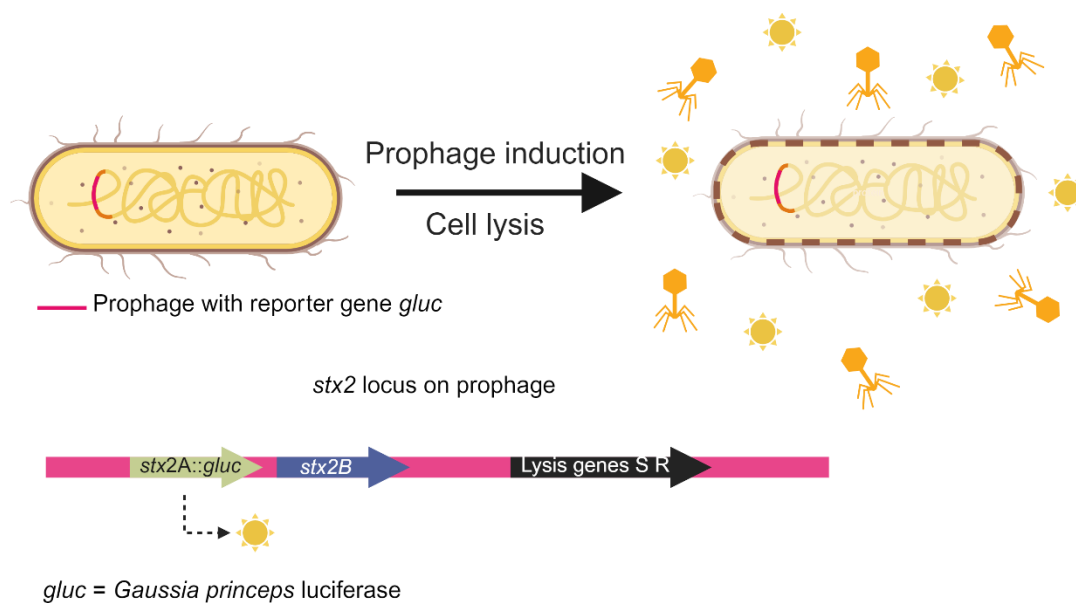 Prophage induction
Cell lysis
Prophage with reporter gene gluc
stx2 locus on prophage
stx2A::gluc stx2B Lysis genes S R
gluc = Gaussia princeps luciferase